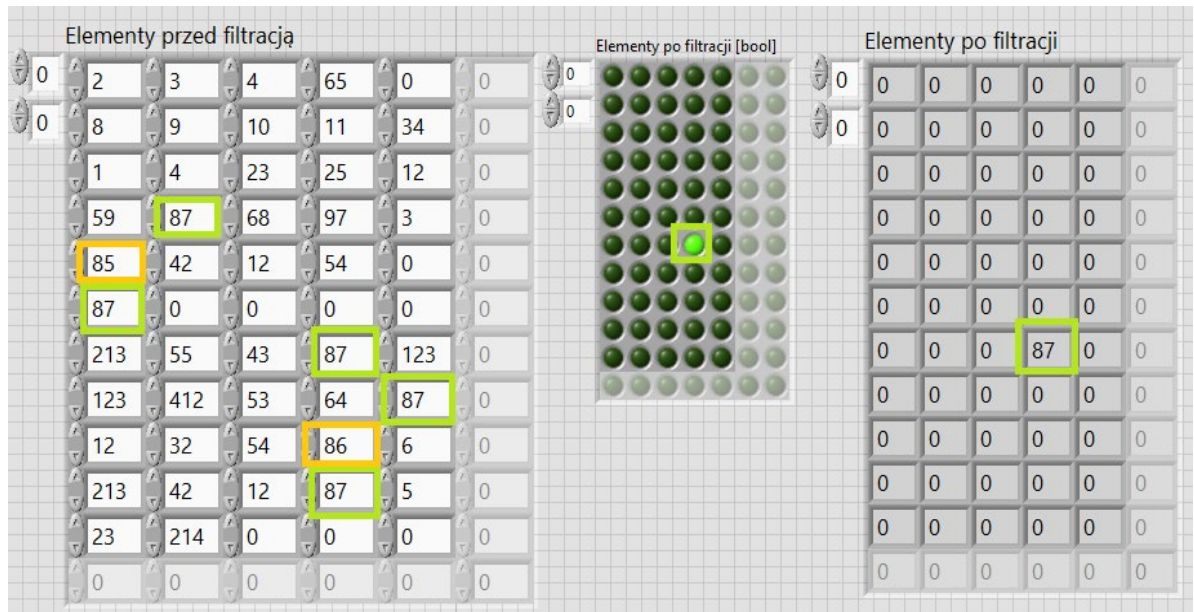 Elementy przed filtracją
0 2 3 4 65 0 0
0 8 9 10 11 34 0
1 4 23 25 12 0
59 87 68 97 3 0
85 42 12 54 0 0
87 0 0 0 0 0
213 55 43 87 123 0
123 412 53 64 87 0
12 32 54 86 6 0
213 42 12 87 5 0
23 214 0 0 0 0
0 0 0 0 0 0
Elementy po filtracji [bool]
0
0
Elementy po filtracji
0 0 0 0 0 0 0
0 0 0 0 0 0 0
0 0 0 0 0 0
0 0 0 0 0 0
0 0 0 0 0 0
0 0 0 0 0 0
0 0 0 87 0 0
0 0 0 0 0 0
0 0 0 0 0 0
0 0 0 0 0 0
0 0 0 0 0 0
0 0 0 0 0 0